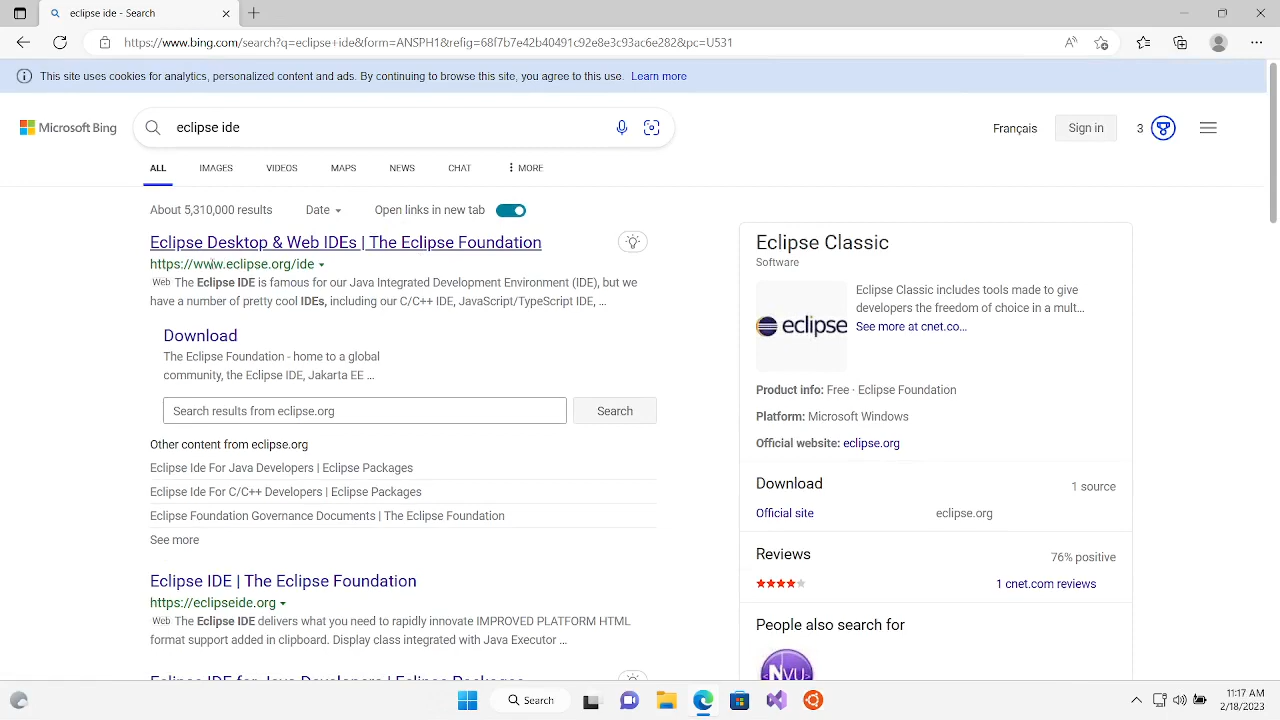 eclipse ide - Search
https://www.bing.com/search?q=eclipse+ide&form=ANSPH1&refig=68f7b7e42b40491c92e8e3c93ac6e282&pc=U531
This site uses cookies for analytics, personalized content and ads. By continuing to browse this site, you agree to this use. Learn more
Microsoft Bing
eclipse ide
Français
Sign in
3
ALL IMAGES VIDEOS MAPS NEWS CHAT MORE
About 5,310,000 results Date Open links in new tab
Eclipse Desktop & Web IDEs | The Eclipse Foundation
https://www.eclipse.org/ide
Web The Eclipse IDE is famous for our Java Integrated Development Environment (IDE), but we
have a number of pretty cool IDEs, including our C/C++ IDE, JavaScript/TypeScript IDE, ...
Download
The Eclipse Foundation - home to a global
community, the Eclipse IDE, Jakarta EE ...
Search results from eclipse.org
Search
Other content from eclipse.org
Eclipse Ide For Java Developers | Eclipse Packages
Eclipse Ide For C/C++ Developers | Eclipse Packages
Eclipse Foundation Governance Documents | The Eclipse Foundation
See more
Eclipse IDE | The Eclipse Foundation
https://eclipseide.org
Web The Eclipse IDE delivers what you need to rapidly innovate IMPROVED PLATFORM HTML
format support added in clipboard. Display class integrated with Java Executor ...
Eclipse IDE for Java Developers | Eclipse Packages
Eclipse Classic
Software
eclipse
Eclipse Classic includes tools made to give
developers the freedom of choice in a mult...
See more at cnet.co...
Product info: Free · Eclipse Foundation
Platform: Microsoft Windows
Official website: eclipse.org
Download
1 source
Official site
eclipse.org
Reviews
76% positive
1 cnet.com reviews
People also search for
NVU
Search
11:17 AM
2/18/2023